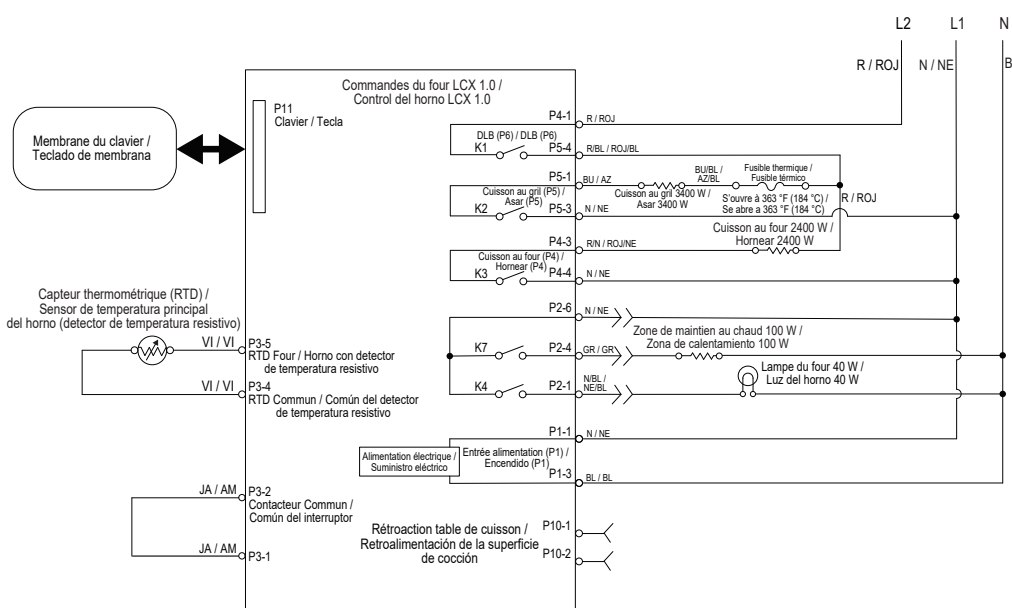 L2
L1
N
R / ROJ
N / NE
B
Commandes du four LCX 1.0 /
Control del horno LCX 1.0
P11
Clavier / Tecla
Membrane du clavier /
Teclado de membrana
P4-1
R / ROJ
DLB (P6) / DLB (P6)
K1
P5-4
R/BL / ROJ/BL
P5-1
BU / AZ
BU/BL /
AZ/BL
Fusible thermique /
Fusible térmico
Cuisson au gril (P5) /
Asar (P5)
Cuisson au gril 3400 W /
Asar 3400 W
S'ouvre à 363 °F (184 °C) /
Se abre a 363 °F (184 °C)
R / ROJ
K2
P5-3
N / NE
Cuisson au four 2400 W /
Hornear 2400 W
P4-3
R/N / ROJ/NE
Cuisson au four (P4) /
Hornear (P4)
K3
P4-4
N / NE
Capteur thermométrique (RTD) /
Sensor de temperatura principal
del horno (detector de temperatura resistivo)
P2-6
N / NE
Zone de maintien au chaud 100 W /
Zona de calentamiento 100 W
VI / VI
P3-5
RTD Four / Horno con detector
de temperatura resistivo
K7
P2-4
GR / GR
Lampe du four 40 W /
Luz del horno 40 W
VI / VI
P3-4
RTD Commun / Común del detector
de temperatura resistivo
K4
P2-1
N/BL /
NE/BL
P1-1
N / NE
Alimentation électrique /
Suministro eléctrico
Entrée alimentation (P1) /
Encendido (P1)
P1-3
BL / BL
JA / AM
P3-2
Contacteur Commun /
Común del interruptor
JA / AM
P3-1
Rétroaction table de cuisson /
Retroalimentación de la superficie
de cocción
P10-1
P10-2